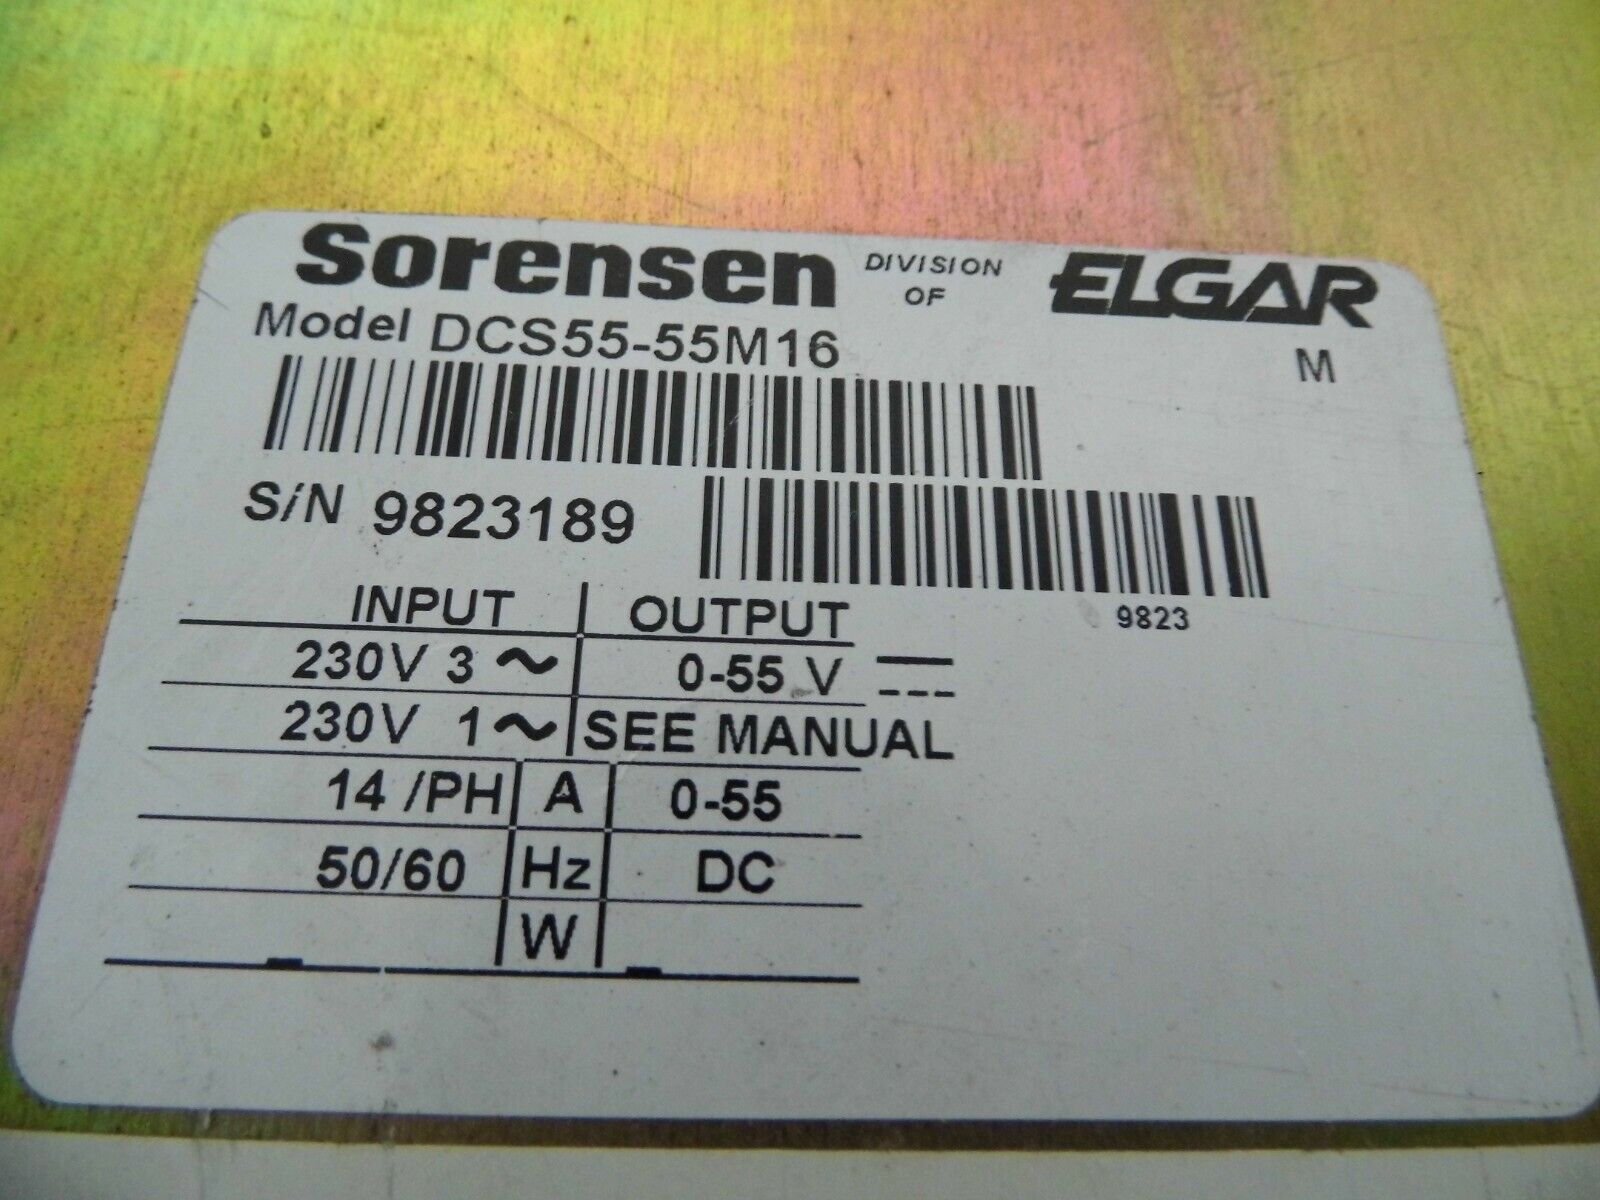 Sorensen DIVISION OF ELGAR
Model DCS55-55M16 M
S/N 9823189
9823
INPUT OUTPUT
230V 3 ~ 0-55 V
230V 1 ~ SEE MANUAL
14 /PH A 0-55
50/60 Hz DC
W